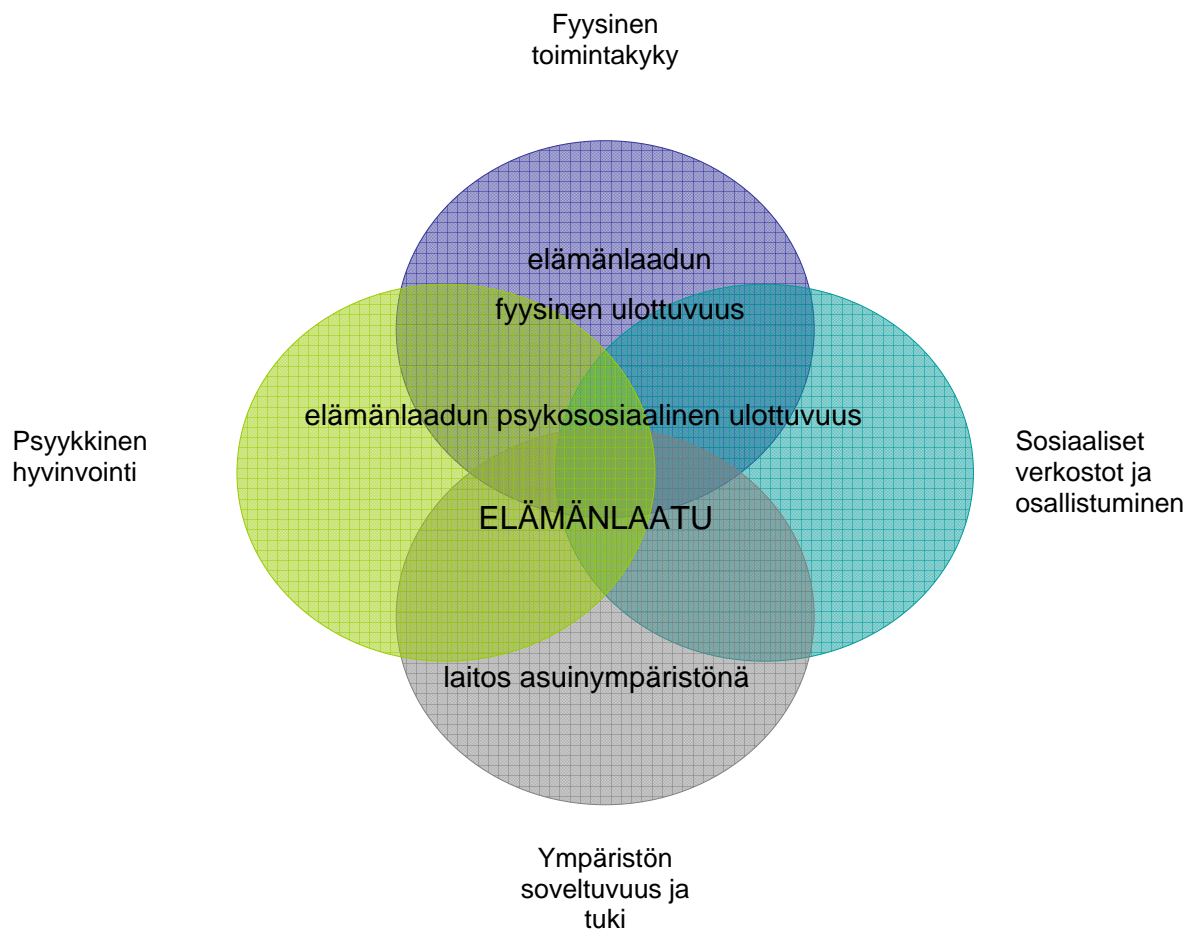 Fyysinen
toimintakyky
elämänlaadun
fyysinen ulottuvuus
elämänlaadun psykososiaalinen ulottuvuus
Psyykkinen
hyvinvointi
Sosiaaliset
verkostot ja
osallistuminen
ELÄMÄNLAATU
laitos asuinympäristönä
Ympäristön
soveltuvuus ja
tuki